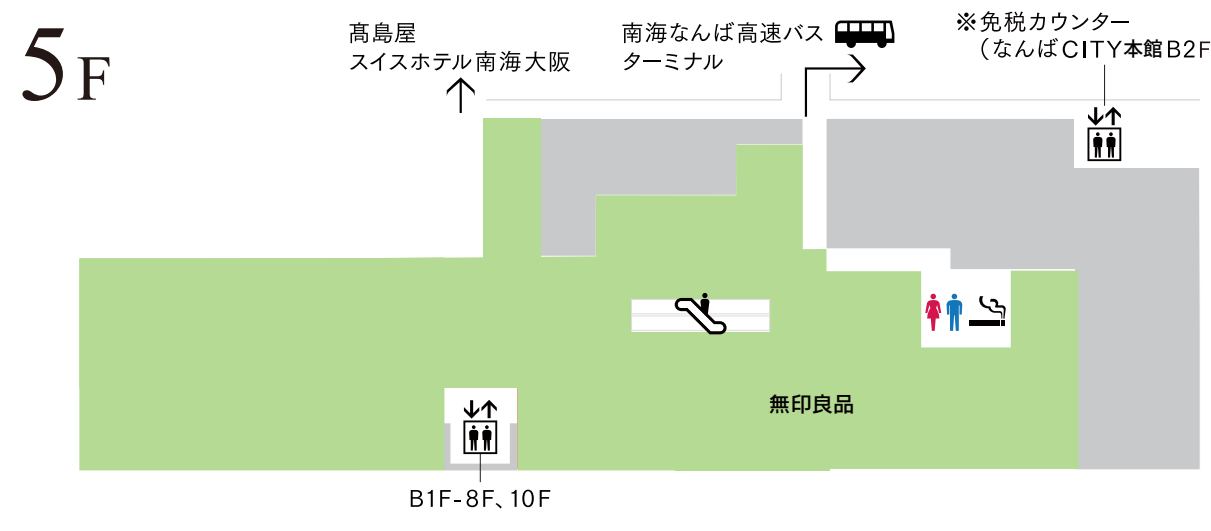 5F
髙島屋
スイスホテル南海大阪
南海なんば高速バス
ターミナル
※免税カウンター
（なんばCITY本館B2F
無印良品
B1F-8F、10F